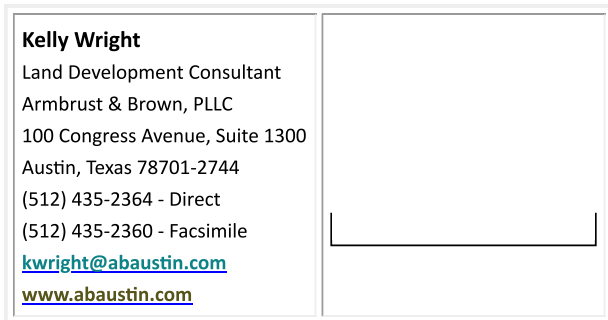 Kelly Wright
Land Development Consultant
Armbrust & Brown, PLLC
100 Congress Avenue, Suite 1300
Austin, Texas 78701-2744
(512) 435-2364 - Direct
(512) 435-2360 - Facsimile
kwright@abaustin.com
www.abaustin.com